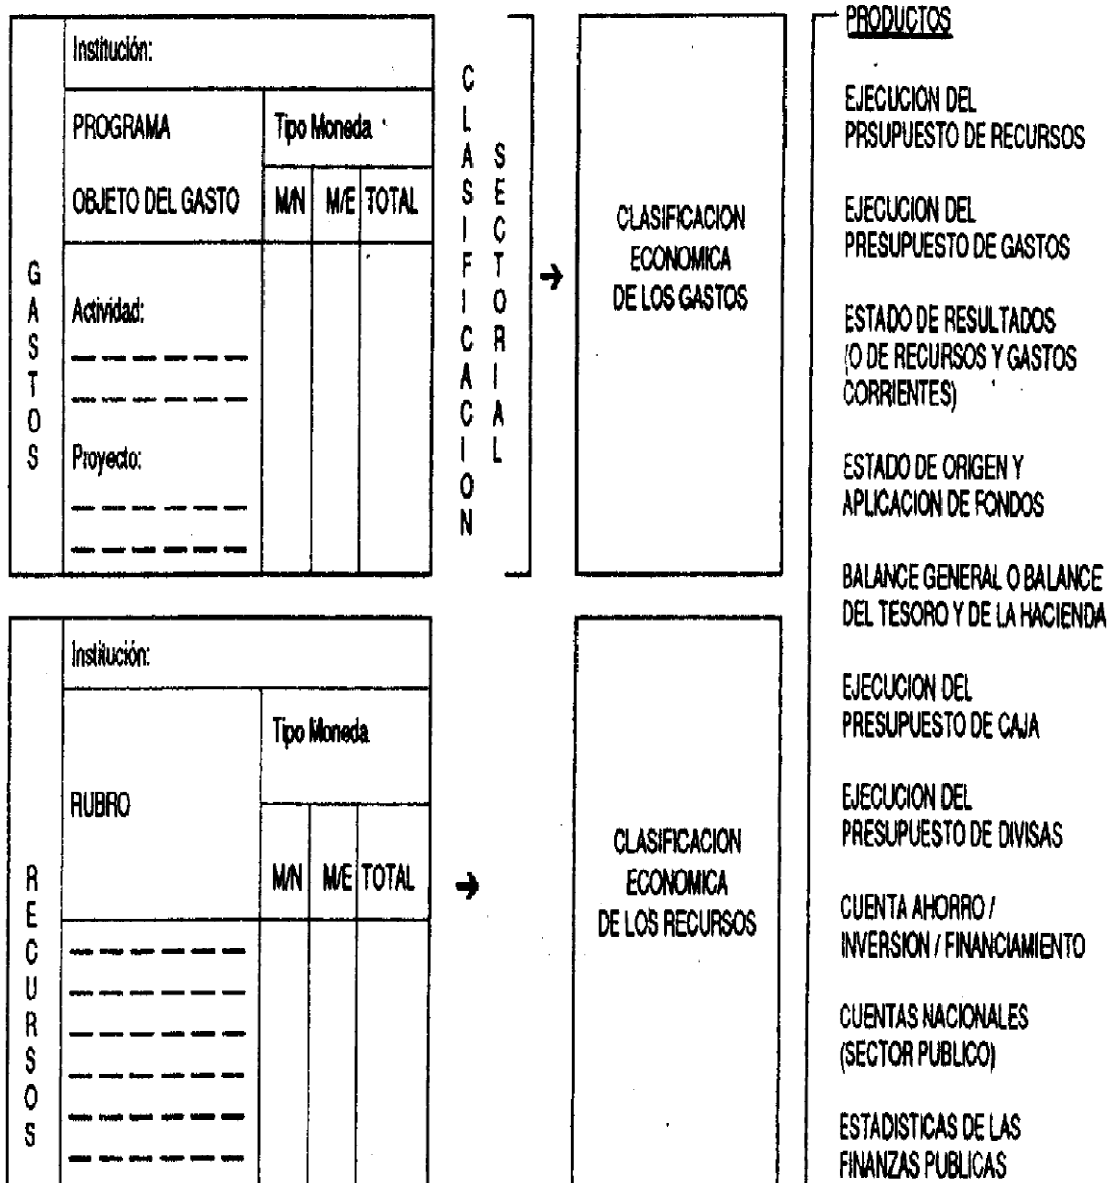 GASTOS
Institución:
PROGRAMA
Tipo Moneda
OBJETO DEL GASTO
M/N
M/E
TOTAL
Actividad:
Proyecto:
CLASIFICACION
SECTORIAL
→
CLASIFICACION
ECONOMICA
DE LOS GASTOS
RECURSOS
Institución:
Tipo Moneda
RUBRO
M/N
M/E
TOTAL
→
CLASIFICACION
ECONOMICA
DE LOS RECURSOS
PRODUCTOS
EJECUCION DEL
PRSUPUESTO DE RECURSOS
EJECUCION DEL
PRESUPUESTO DE GASTOS
ESTADO DE RESULTADOS
(O DE RECURSOS Y GASTOS
CORRIENTES)
ESTADO DE ORIGEN Y
APLICACION DE FONDOS
BALANCE GENERAL O BALANCE
DEL TESORO Y DE LA HACIENDA
EJECUCION DEL
PRESUPUESTO DE CAJA
EJECUCION DEL
PRESUPUESTO DE DIVISAS
CUENTA AHORRO /
INVERSION / FINANCIAMIENTO
CUENTAS NACIONALES
(SECTOR PUBLICO)
ESTADISTICAS DE LAS
FINANZAS PUBLICAS